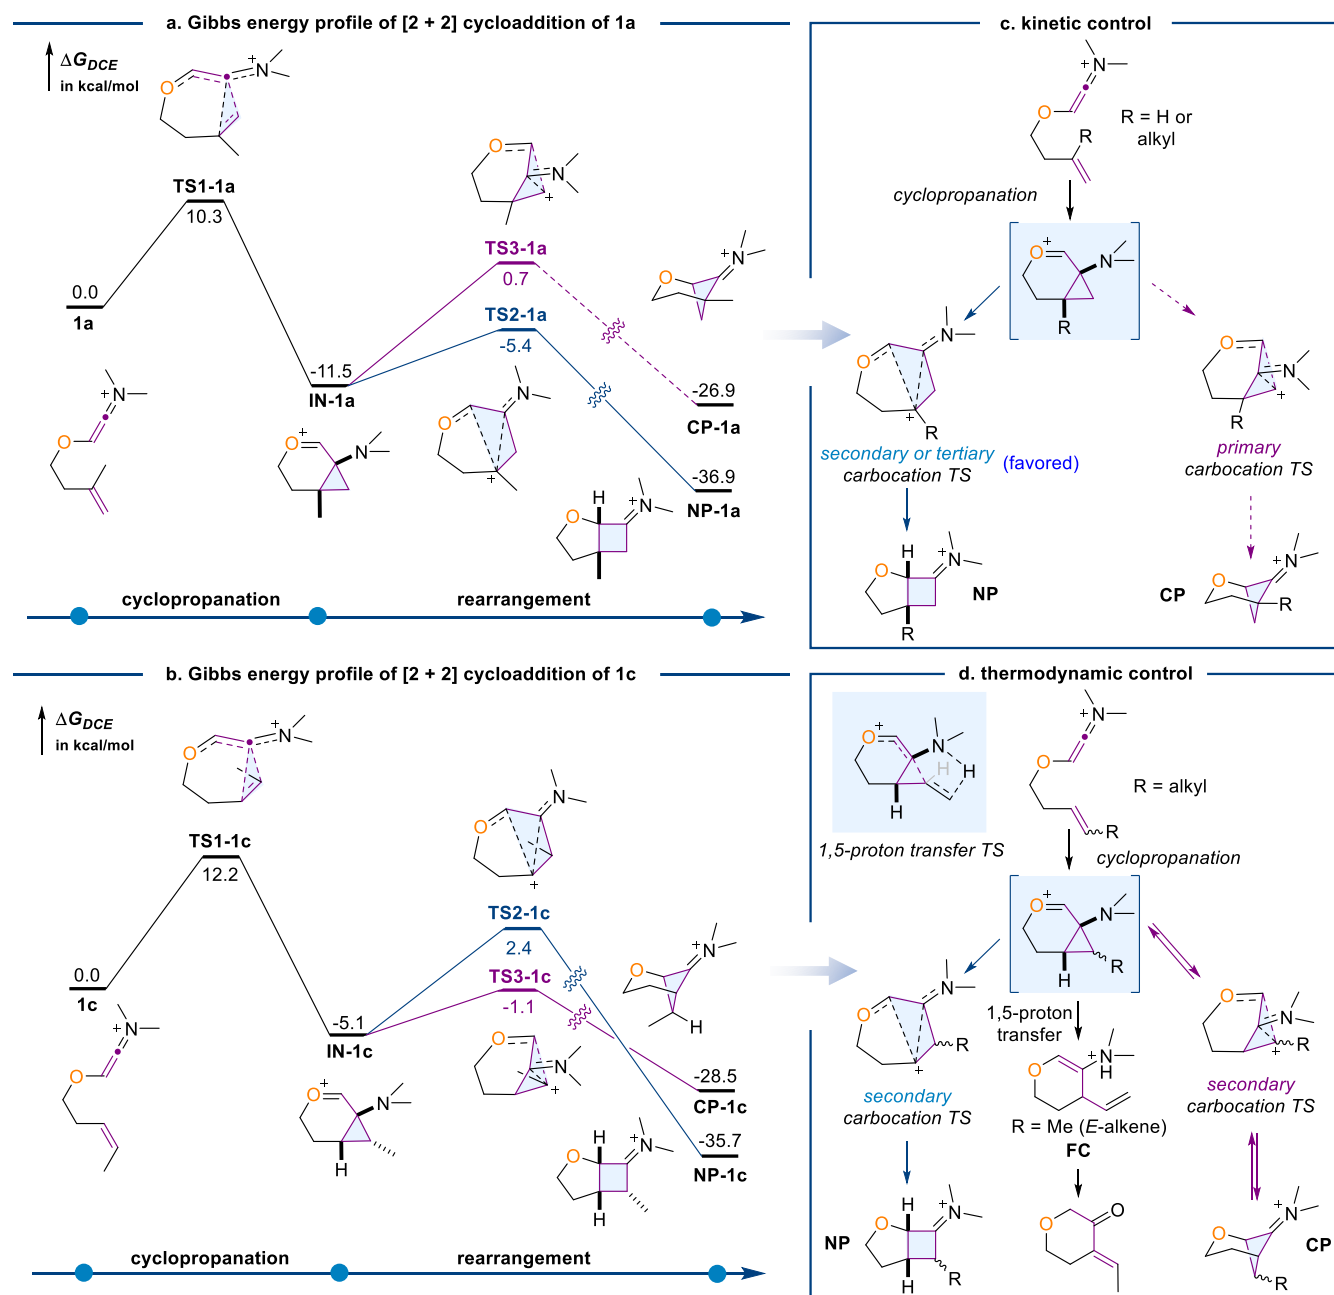 a. Gibbs energy profile of [2 + 2] cycloaddition of 1a
ΔG_DCE
in kcal/mol
O
+
N
TS1-1a
10.3
0.0
1a
O
+
N
-11.5
IN-1a
+
O
N
O
N
+
TS3-1a
0.7
TS2-1a
-5.4
O
+
N
+
N
O
-26.9
CP-1a
-36.9
NP-1a
H
O
+
N
cyclopropanation
rearrangement
b. Gibbs energy profile of [2 + 2] cycloaddition of 1c
ΔG_DCE
in kcal/mol
O
+
N
TS1-1c
12.2
0.0
1c
O
+
N
-5.1
IN-1c
+
O
N
H
O
N
+
TS2-1c
2.4
TS3-1c
-1.1
O
N
+
+
N
O
H
-28.5
CP-1c
-35.7
NP-1c
H
O
+
N
H
cyclopropanation
rearrangement
c. kinetic control
+
N
O
R
R = H or
alkyl
cyclopropanation
+
O
N
R
O
N
+
R
O
N
+
R
secondary or tertiary
carbocation TS
(favored)
primary
carbocation TS
H
O
+
N
R
NP
CP
O
+
N
R
d. thermodynamic control
+
O
N
H
H
H
1,5-proton transfer TS
+
N
O
R
R = alkyl
cyclopropanation
+
O
N
H
R
O
N
+
R
1,5-proton
transfer
O
N
+
R
secondary
carbocation TS
O
+
N
H
R = Me (E-alkene)
FC
secondary
carbocation TS
NP
H
O
+
N
H
R
O
O
O
+
N
R
CP